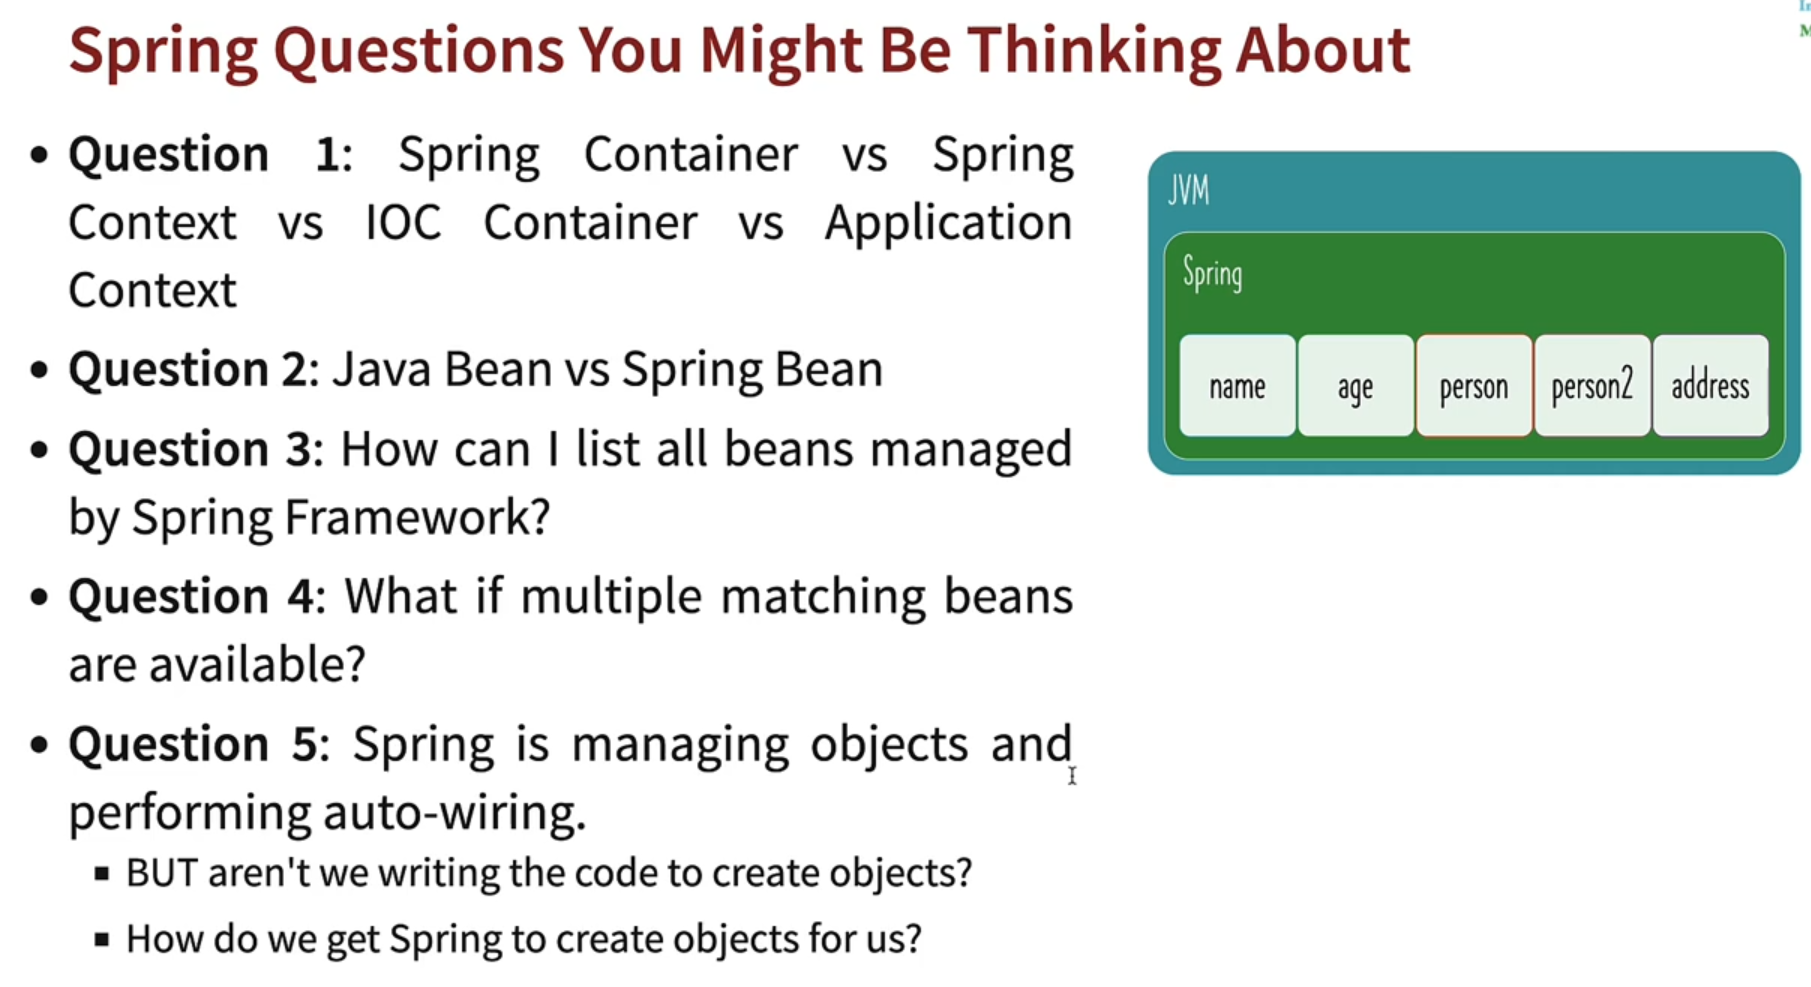 Spring Questions You Might Be Thinking About
• Question 1: Spring Container vs Spring
Context vs IOC Container vs Application
Context
• Question 2: Java Bean vs Spring Bean
• Question 3: How can I list all beans managed
by Spring Framework?
• Question 4: What if multiple matching beans
are available?
• Question 5: Spring is managing objects and
performing auto-wiring.
▪ BUT aren't we writing the code to create objects?
▪ How do we get Spring to create objects for us?
JVM
Spring
name age person person2 address